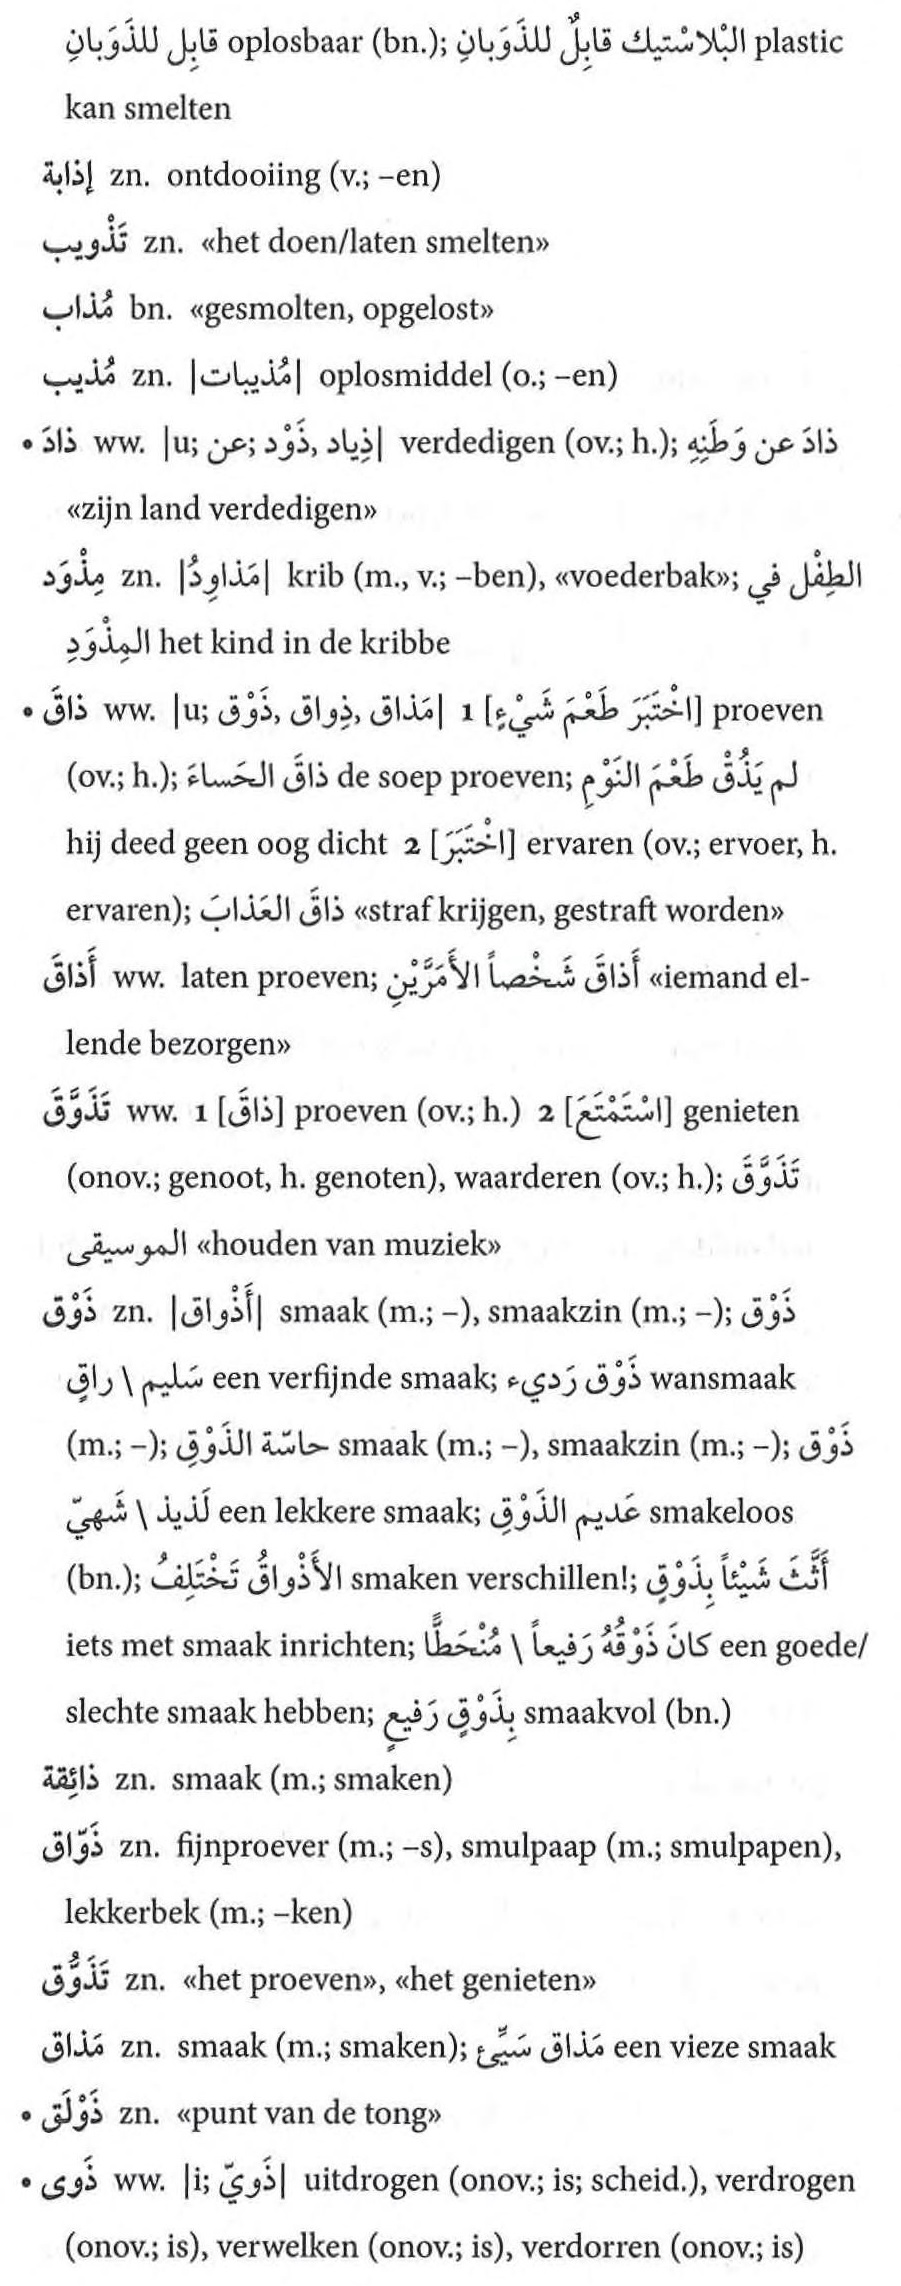 قابِل للذَوَبانِ oplosbaar (bn.); البْلاسْتيك قابِلٌ للذَوَبانِ plastic
kan smelten
إذابة zn. ontdooiing (v.; –en)
تَذْويب zn. «het doen/laten smelten»
مُذاب bn. «gesmolten, opgelost»
مُذيب zn. |مُذيبات| oplosmiddel (o.; –en)
• ذادَ ww. |u; عن; ذِياد, ذَوْد| verdedigen (ov.; h.); ذادَ عن وَطَنِهِ
«zijn land verdedigen»
مِذْوَد zn. |مَذاوِدُ| krib (m., v.; –ben), «voederbak»; الطِفْل في
المِذْوَدِ het kind in de kribbe
• ذاقَ ww. |u; مَذاق, ذِواق, ذَوْق| 1 [اخْتَبَرَ طَعْمَ شَيْءٍ] proeven
(ov.; h.); ذاقَ الحَساءَ de soep proeven; لم يَذُقْ طَعْمَ النَوْمِ
hij deed geen oog dicht 2 [اخْتَبَرَ] ervaren (ov.; ervoer, h.
ervaren); ذاقَ العَذابَ «straf krijgen, gestraft worden»
أَذاقَ ww. laten proeven; أَذاقَ شَخْصاً الأَمَرَّيْنِ «iemand el-
lende bezorgen»
تَذَوَّقَ ww. 1 [ذاقَ] proeven (ov.; h.) 2 [اسْتَمْتَعَ] genieten
(onov.; genoot, h. genoten), waarderen (ov.; h.); تَذَوَّقَ
الموسيقى «houden van muziek»
ذَوْق zn. |أَذْواق| smaak (m.; –), smaakzin (m.; –); ذَوْق
سَليم \ راقٍ een verfijnde smaak; ذَوْق رَديء wansmaak
(m.; –); حاسّة الذَوْقِ smaak (m.; –), smaakzin (m.; –); ذَوْق
لَذيذ \ شَهيّ een lekkere smaak; عَديم الذَوْقِ smakeloos
(bn.); الأَذْواقُ تَخْتَلِفُ smaken verschillen!; أَثَّثَ شَيْئاً بِذَوْقٍ
iets met smaak inrichten; كانَ ذَوْقُهُ رَفيعاً \ مُنْحَطًّا een goede/
slechte smaak hebben; بِذَوْقٍ رَفيعٍ smaakvol (bn.)
ذائِقة zn. smaak (m.; smaken)
ذَوّاق zn. fijnproever (m.; –s), smulpaap (m.; smulpapen),
lekkerbek (m.; –ken)
تَذَوُّق zn. «het proeven», «het genieten»
مَذاق zn. smaak (m.; smaken); مَذاق سَيِّئ een vieze smaak
• ذَوْلَق zn. «punt van de tong»
• ذَوى ww. |i; ذَويّ| uitdrogen (onov.; is; scheid.), verdrogen
(onov.; is), verwelken (onov.; is), verdorren (onov.; is)